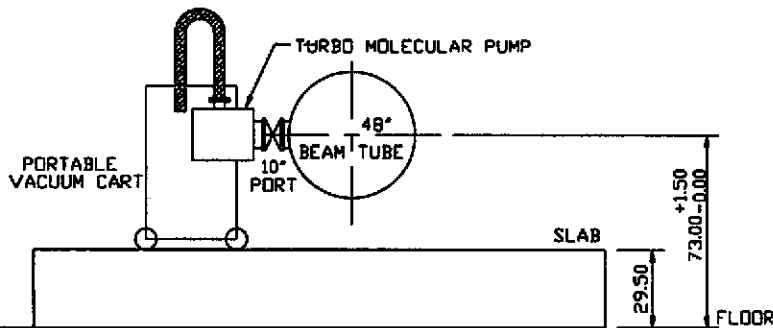 TURBO MOLECULAR PUMP
48"
BEAM TUBE
10"
PORT
PORTABLE
VACUUM CART
SLAB
29.50
73.00 +1.50 -0.00
FLOOR